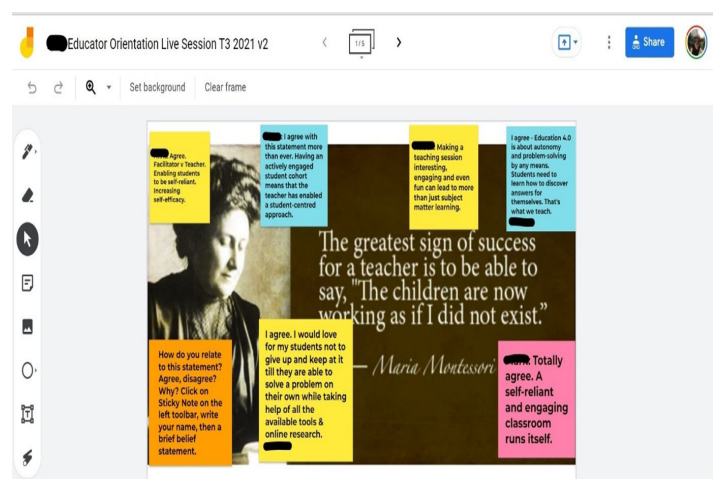 Educator Orientation Live Session T3 2021 v2
1/5
Share
Set background
Clear frame
Agree.
Facilitator v Teacher.
Enabling students
to be self-reliant.
Increasing
self-efficacy.
I agree with
this statement more
than ever. Having an
actively engaged
student cohort
means that the
teacher has enabled
a student-centred
approach.
Making a
teaching session
interesting,
engaging and even
fun can lead to more
than just subject
matter learning.
I agree - Education 4.0
is about autonomy
and problem-solving
by any means.
Students need to
learn how to discover
answers for
themselves. That's
what we teach.
The greatest sign of success
for a teacher is to be able to
say, "The children are now
working as if I did not exist."
— Maria Montessori
How do you relate
to this statement?
Agree, disagree?
Why? Click on
Sticky Note on the
left toolbar, write
your name, then a
brief belief
statement.
I agree. I would love
for my students not to
give up and keep at it
till they are able to
solve a problem on
their own while taking
help of all the
available tools &
online research.
Totally
agree. A
self-reliant
and engaging
classroom
runs itself.